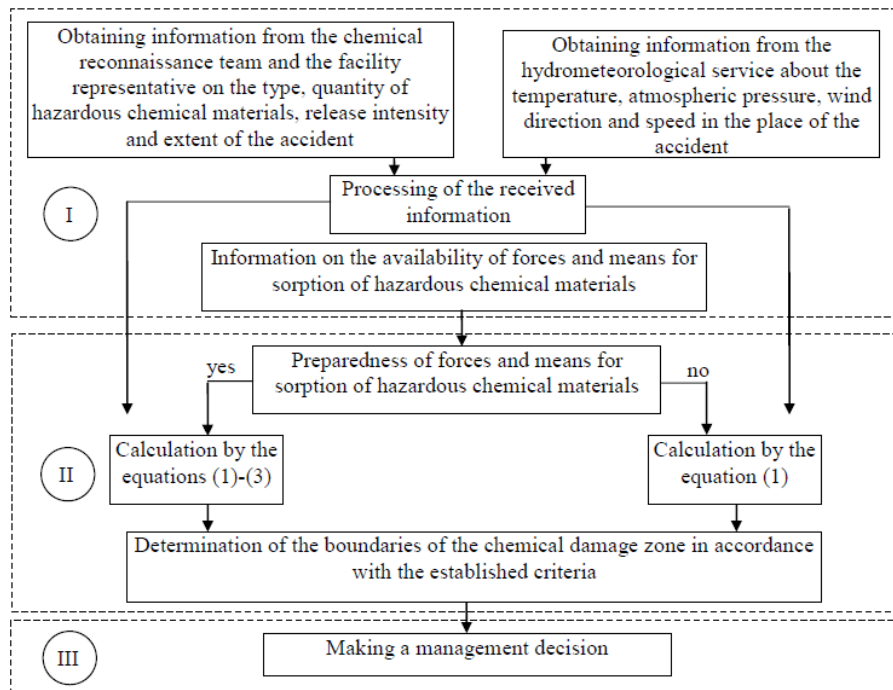 Obtaining information from the chemical
reconnaissance team and the facility
representative on the type, quantity of
hazardous chemical materials, release intensity
and extent of the accident
Obtaining information from the
hydrometeorological service about the
temperature, atmospheric pressure, wind
direction and speed in the place of the
accident
Processing of the received
information
I
Information on the availability of forces and means for
sorption of hazardous chemical materials
Preparedness of forces and means for
sorption of hazardous chemical materials
yes
no
II
Calculation by the
equations (1)-(3)
Calculation by the
equation (1)
Determination of the boundaries of the chemical damage zone in accordance
with the established criteria
III
Making a management decision